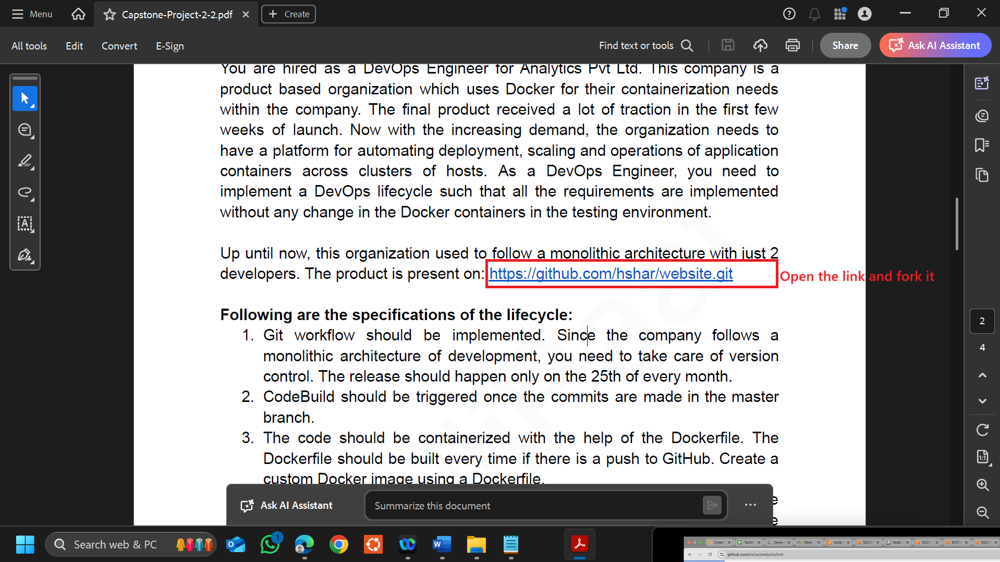 Menu
Capstone-Project-2-2.pdf
Create
All tools
Edit
Convert
E-Sign
Find text or tools
Share
Ask AI Assistant
You are hired as a DevOps Engineer for Analytics Pvt Ltd. This company is a
product based organization which uses Docker for their containerization needs
within the company. The final product received a lot of traction in the first few
weeks of launch. Now with the increasing demand, the organization needs to
have a platform for automating deployment, scaling and operations of application
containers across clusters of hosts. As a DevOps Engineer, you need to
implement a DevOps lifecycle such that all the requirements are implemented
without any change in the Docker containers in the testing environment.
Up until now, this organization used to follow a monolithic architecture with just 2
developers. The product is present on: https://github.com/hshar/website.git
Open the link and fork it
Following are the specifications of the lifecycle:
1. Git workflow should be implemented. Since the company follows a
monolithic architecture of development, you need to take care of version
control. The release should happen only on the 25th of every month.
2. CodeBuild should be triggered once the commits are made in the master
branch.
3. The code should be containerized with the help of the Dockerfile. The
Dockerfile should be built every time if there is a push to GitHub. Create a
custom Docker image using a Dockerfile.
2
4
Ask AI Assistant
Summarize this document
Search web & PC
1
github.com/hshar/website/fork